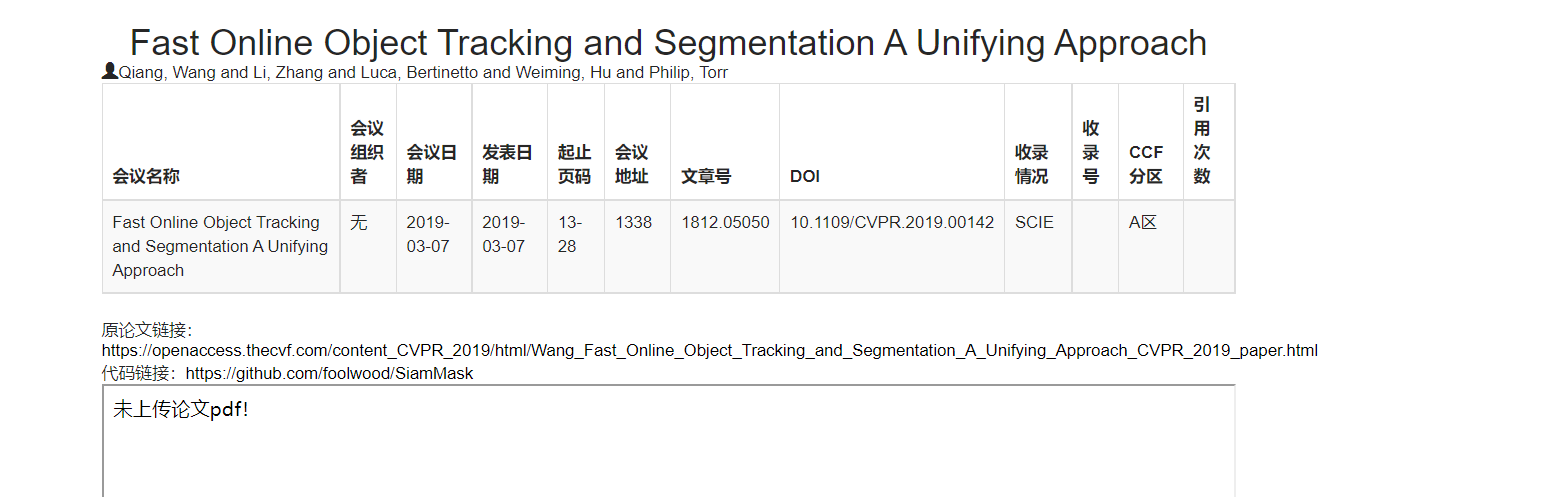 Fast Online Object Tracking and Segmentation A Unifying Approach
Qiang, Wang and Li, Zhang and Luca, Bertinetto and Weiming, Hu and Philip, Torr
会议名称
会议
组织
者
会议日
期
发表日
期
起止
页码
会议
地址
文章号
DOI
收录
情况
收
录
号
CCF
分区
引
用
次
数
Fast Online Object Tracking
and Segmentation A Unifying
Approach
无
2019-
03-07
2019-
03-07
13-
28
1338
1812.05050
10.1109/CVPR.2019.00142
SCIE
A区
原论文链接：
https://openaccess.thecvf.com/content_CVPR_2019/html/Wang_Fast_Online_Object_Tracking_and_Segmentation_A_Unifying_Approach_CVPR_2019_paper.html
代码链接：https://github.com/foolwood/SiamMask
未上传论文pdf!